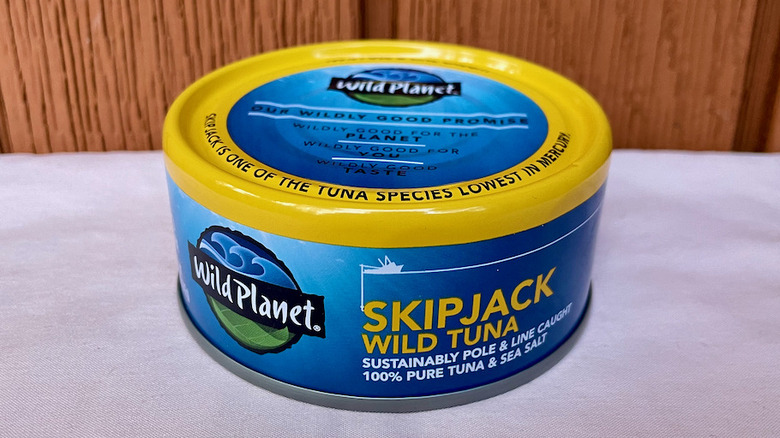 Wild Planet®
OUR WILDLY GOOD PROMISE
WILDLY GOOD FOR THE
PLANET
WILDLY GOOD FOR
YOU
WILDLY GOOD
TASTE
SKIPJACK IS ONE OF THE TUNA SPECIES LOWEST IN MERCURY.
Wild Planet®
SKIPJACK
WILD TUNA
SUSTAINABLY POLE & LINE CAUGHT
100% PURE TUNA & SEA SALT